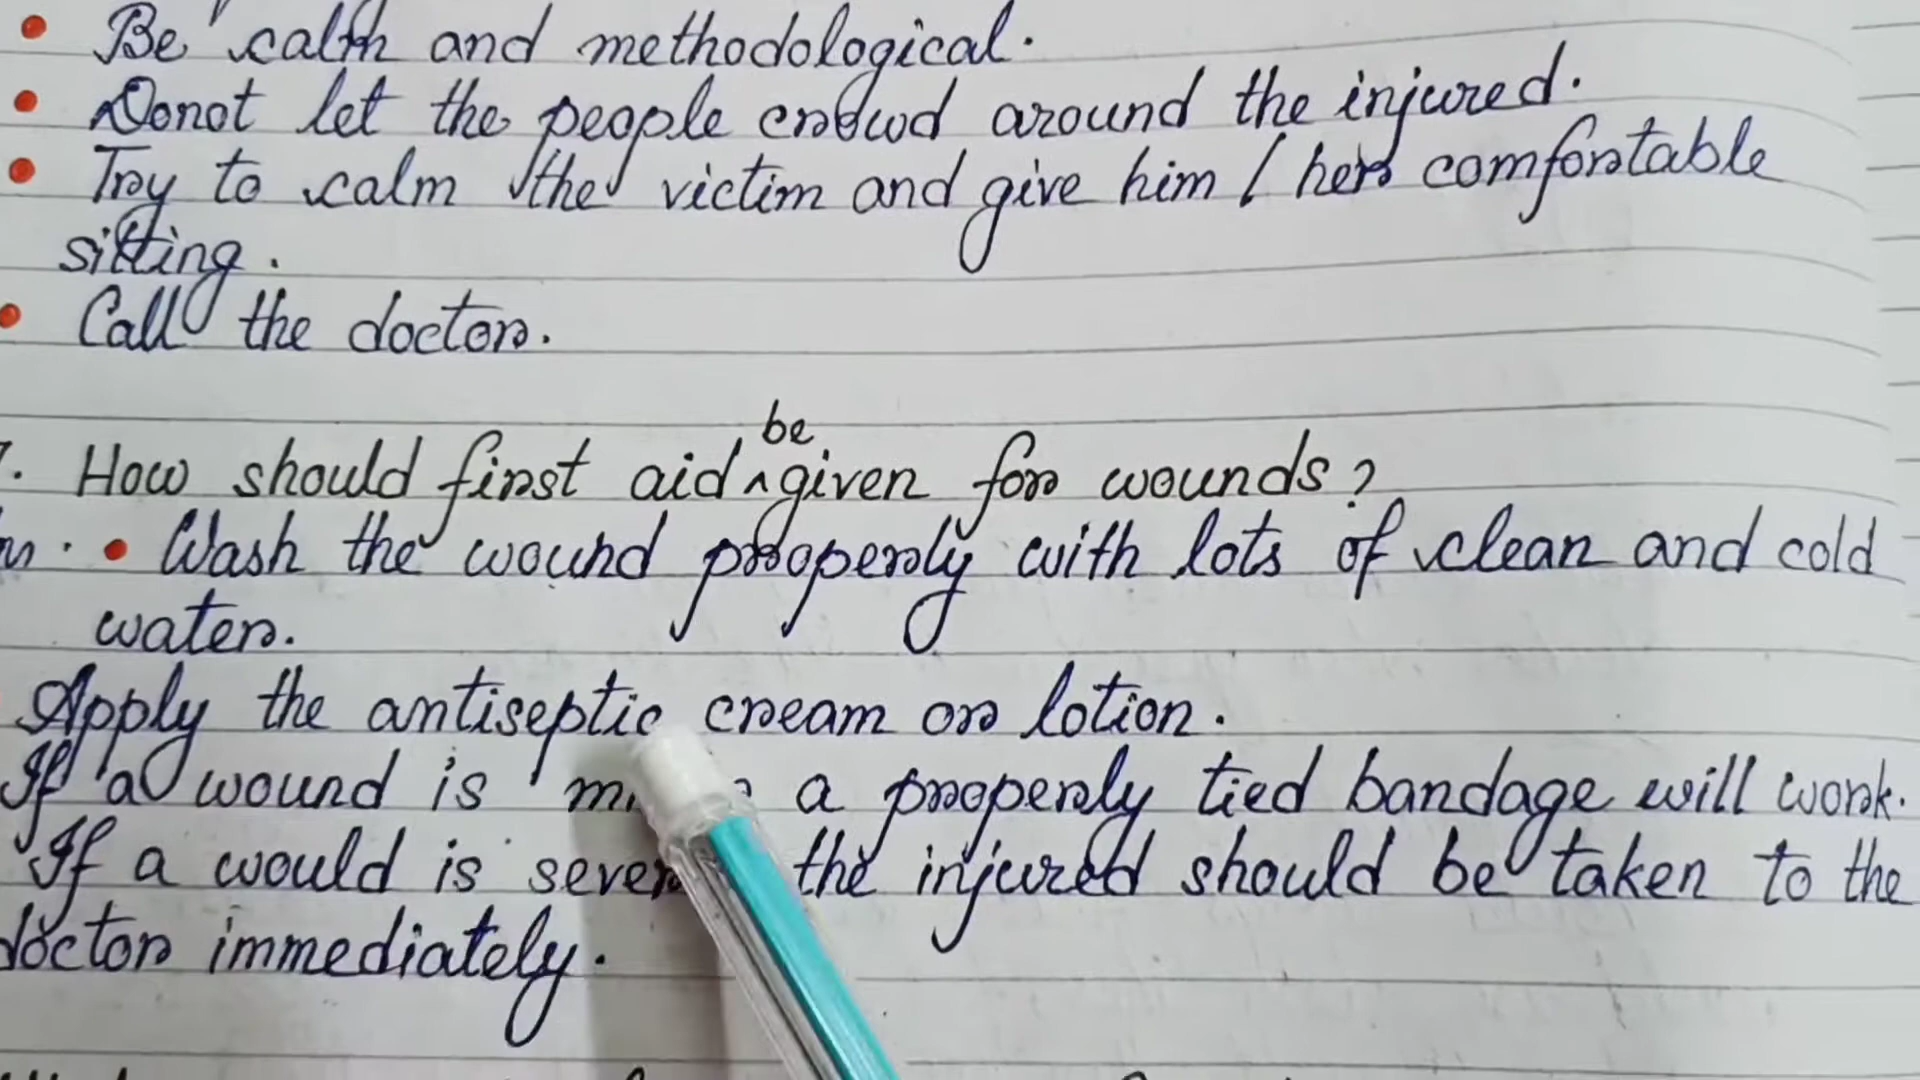 • Be calm and methodological.
• Donot let the people crowd around the injured.
• Try to calm the victim and give him / her comfortable
sitting.
• Call the doctor.
7. How should first aid ^be given for wounds?
• Wash the wound properly with lots of clean and cold
water.
Apply the antiseptic cream or lotion.
If a wound is a properly tied bandage will work.
If a would is the injured should be taken to the
doctor immediately.